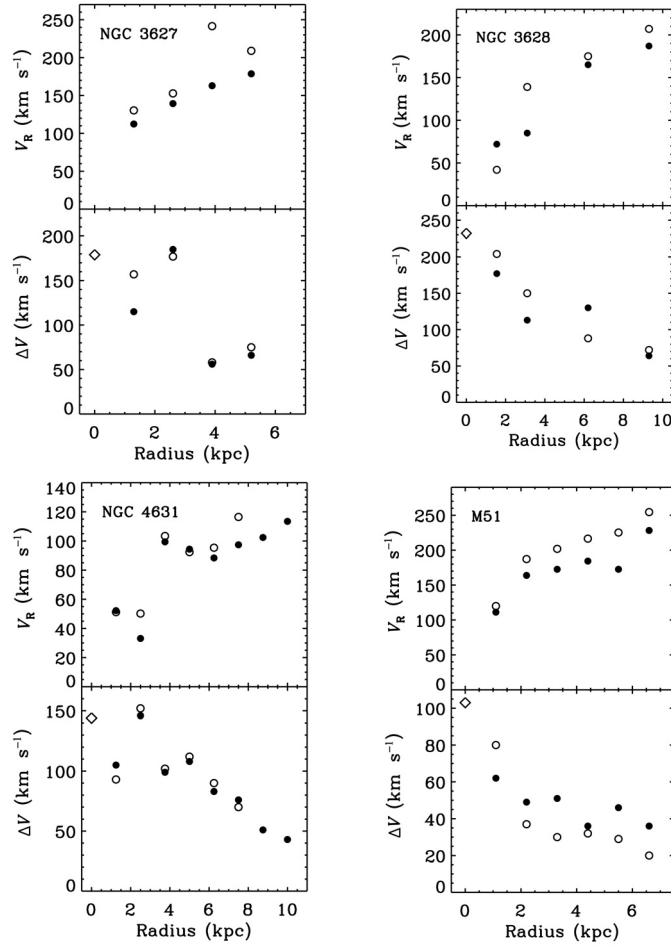 NGC 3627
250
200
150
100
50
0
V_R (km s⁻¹)
200
150
100
50
0
ΔV (km s⁻¹)
0 2 4 6
Radius (kpc)
NGC 3628
200
150
100
50
0
V_R (km s⁻¹)
250
200
150
100
50
0
ΔV (km s⁻¹)
0 2 4 6 8 10
Radius (kpc)
NGC 4631
140
120
100
80
60
40
20
0
V_R (km s⁻¹)
150
100
50
0
ΔV (km s⁻¹)
0 2 4 6 8 10
Radius (kpc)
M51
250
200
150
100
50
0
V_R (km s⁻¹)
100
80
60
40
20
0
ΔV (km s⁻¹)
0 2 4 6
Radius (kpc)